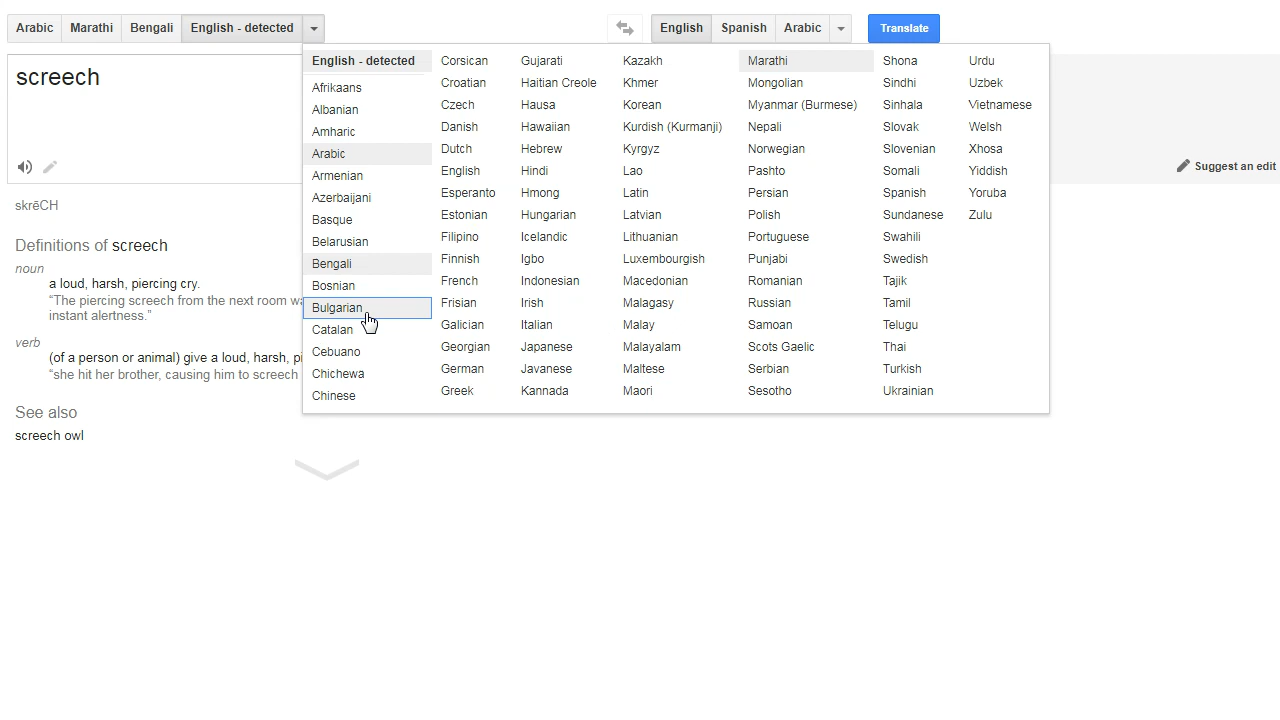 Arabic Marathi Bengali English - detected English Spanish Arabic Translate
screech
English - detected
Afrikaans
Albanian
Amharic
Arabic
Armenian
Azerbaijani
Basque
Belarusian
Bengali
Bosnian
Bulgarian
Catalan
Cebuano
Chichewa
Chinese
Corsican
Croatian
Czech
Danish
Dutch
English
Esperanto
Estonian
Filipino
Finnish
French
Frisian
Galician
Georgian
German
Greek
Gujarati
Haitian Creole
Hausa
Hawaiian
Hebrew
Hindi
Hmong
Hungarian
Icelandic
Igbo
Indonesian
Irish
Italian
Japanese
Javanese
Kannada
Kazakh
Khmer
Korean
Kurdish (Kurmanji)
Kyrgyz
Lao
Latin
Latvian
Lithuanian
Luxembourgish
Macedonian
Malagasy
Malay
Malayalam
Maltese
Maori
Marathi
Mongolian
Myanmar (Burmese)
Nepali
Norwegian
Pashto
Persian
Polish
Portuguese
Punjabi
Romanian
Russian
Samoan
Scots Gaelic
Serbian
Sesotho
Shona
Sindhi
Sinhala
Slovak
Slovenian
Somali
Spanish
Sundanese
Swahili
Swedish
Tajik
Tamil
Telugu
Thai
Turkish
Ukrainian
Urdu
Uzbek
Vietnamese
Welsh
Xhosa
Yiddish
Yoruba
Zulu
Suggest an edit
skrēCH
Definitions of screech
noun
a loud, harsh, piercing cry.
“The piercing screech from the next room
instant alertness.”
verb
(of a person or animal) give a loud, harsh,
“she hit her brother, causing him to screech
See also
screech owl